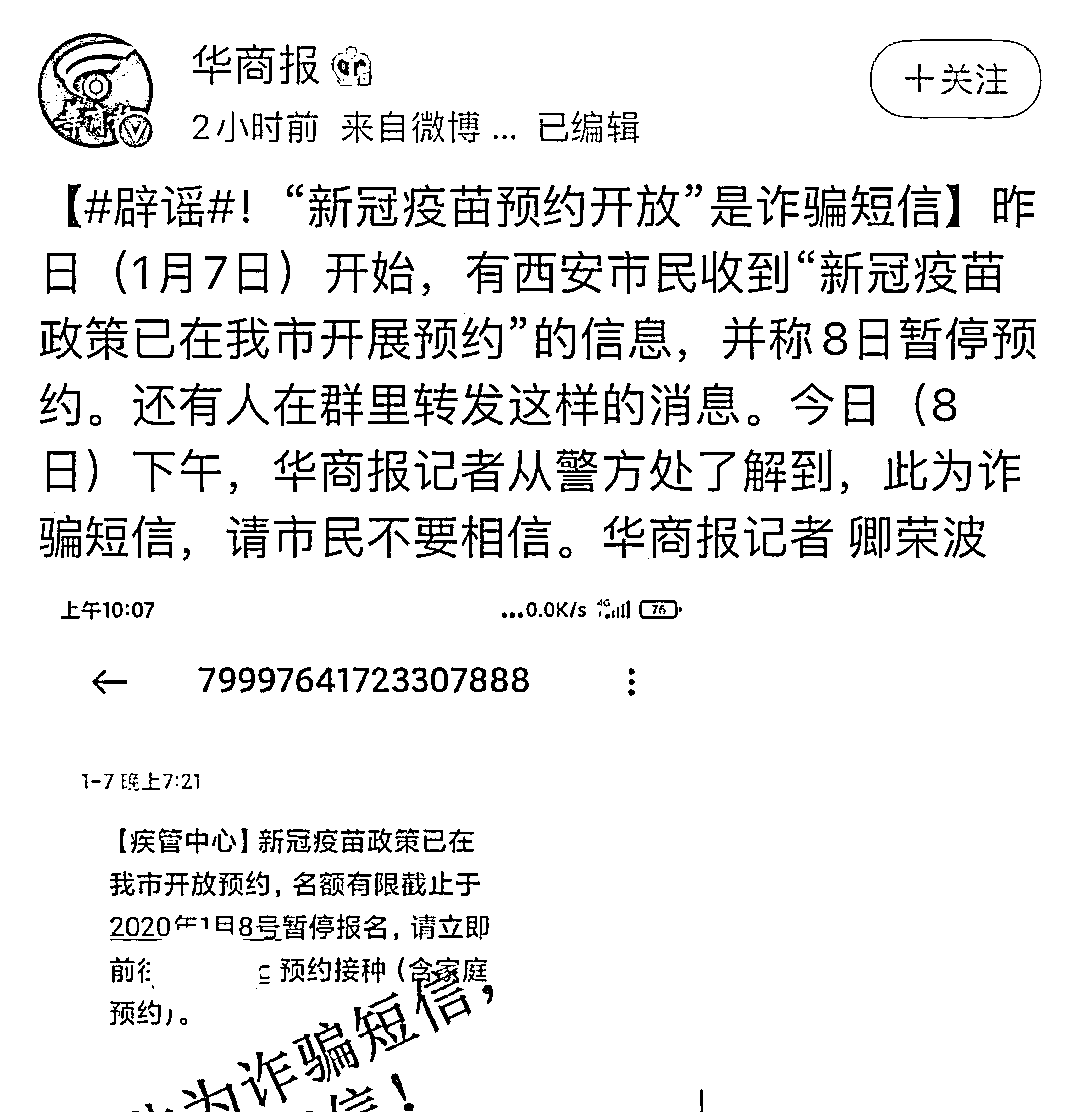 华商报
+关注
2小时前 来自微博 ... 已编辑
【#辟谣#！“新冠疫苗预约开放”是诈骗短信】昨
日（1月7日）开始，有西安市民收到“新冠疫苗
政策已在我市开展预约”的信息，并称8日暂停预
约。还有人在群里转发这样的消息。今日（8
日）下午，华商报记者从警方处了解到，此为诈
骗短信，请市民不要相信。华商报记者 卿荣波
上午10:07
...0.0K/s 4G 76
79997641723307888
1-7 晚上7:21
【疾管中心】新冠疫苗政策已在
我市开放预约，名额有限截止于
2020年1月8号暂停报名，请立即
前往 预约接种（含家庭
预约）。
为诈骗短信，
信！